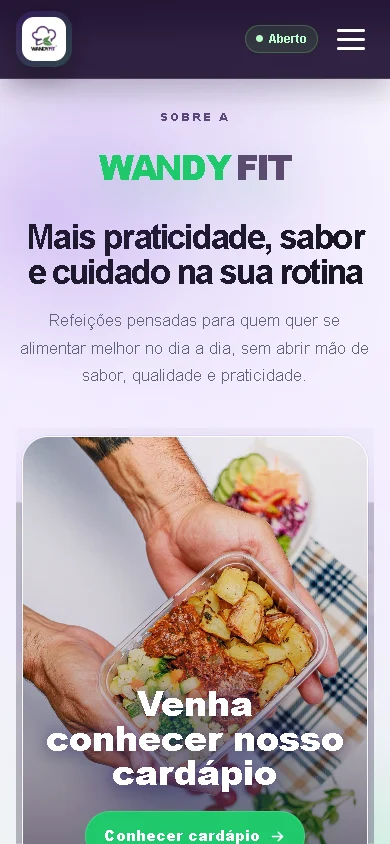 WANDYFIT
Aberto
SOBRE A
WANDY FIT
Mais praticidade, sabor
e cuidado na sua rotina
Refeições pensadas para quem quer se
alimentar melhor no dia a dia, sem abrir mão de
sabor, qualidade e praticidade.
Venha
conhecer nosso
cardápio
Conhecer cardápio →